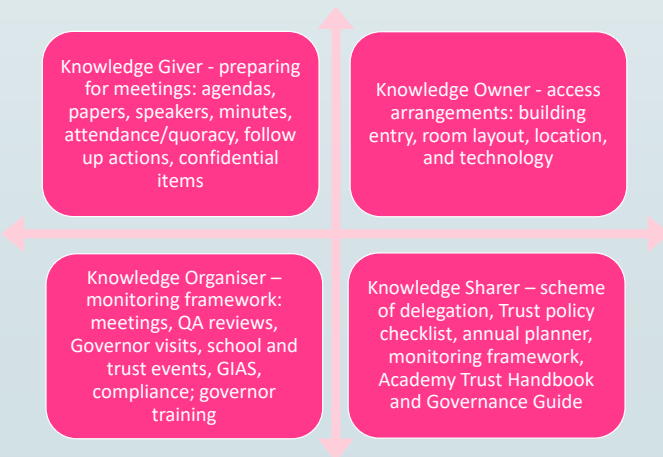 Knowledge Giver - preparing
for meetings: agendas,
papers, speakers, minutes,
attendance/quoracy, follow
up actions, confidential
items
Knowledge Owner - access
arrangements: building
entry, room layout, location,
and technology
Knowledge Organiser –
monitoring framework:
meetings, QA reviews,
Governor visits, school and
trust events, GIAS,
compliance; governor
training
Knowledge Sharer – scheme
of delegation, Trust policy
checklist, annual planner,
monitoring framework,
Academy Trust Handbook
and Governance Guide